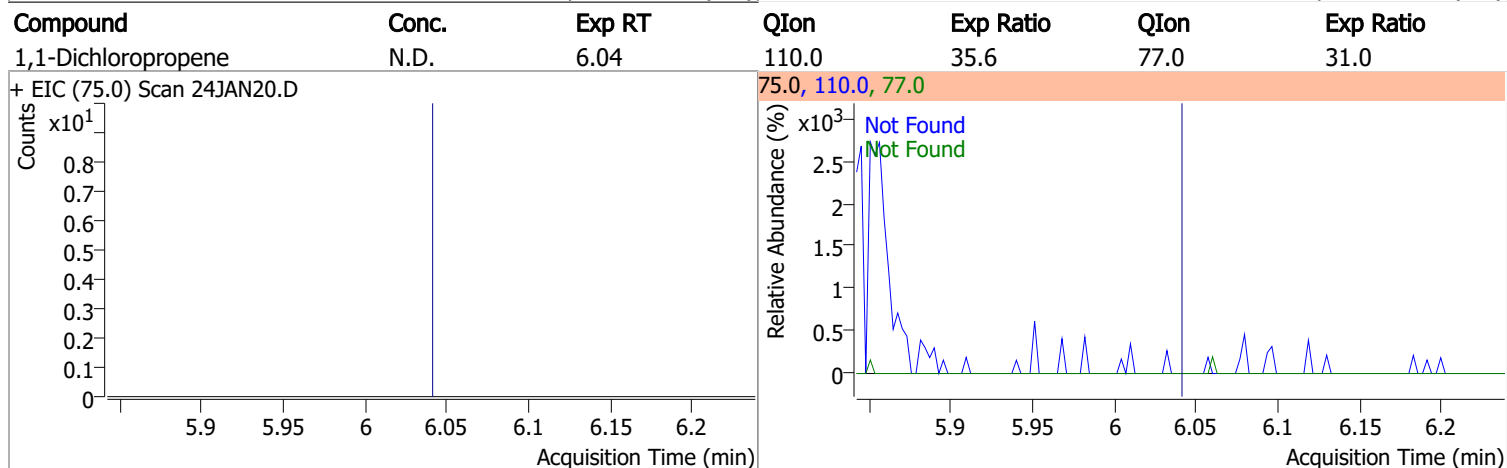 Compound Conc. Exp RT QIon Exp Ratio QIon Exp Ratio
1,1-Dichloropropene N.D. 6.04 110.0 35.6 77.0 31.0
+ EIC (75.0) Scan 24JAN20.D
Counts
x10^1
0.8
0.7
0.6
0.5
0.4
0.3
0.2
0.1
0
5.9 5.95 6 6.05 6.1 6.15 6.2
Acquisition Time (min)
75.0, 110.0, 77.0
Relative Abundance (%)
x10^3
Not Found
Not Found
2.5
2
1.5
1
0.5
0
5.9 5.95 6 6.05 6.1 6.15 6.2
Acquisition Time (min)